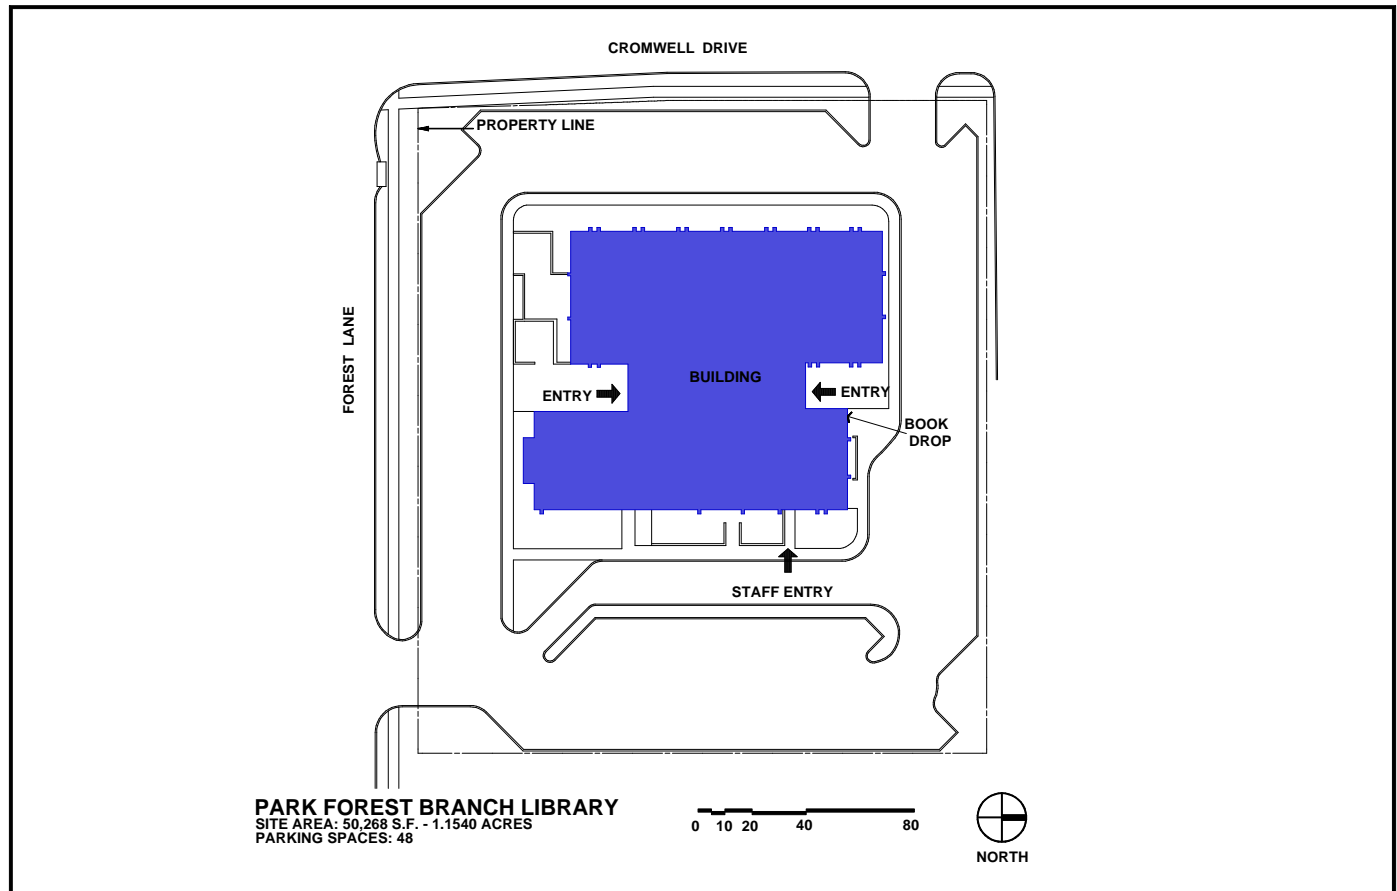 CROMWELL DRIVE
PROPERTY LINE
FOREST LANE
BUILDING
ENTRY
ENTRY
BOOK
DROP
STAFF ENTRY
PARK FOREST BRANCH LIBRARY
SITE AREA: 50,268 S.F. - 1.1540 ACRES
PARKING SPACES: 48
0 10 20 40 80
NORTH